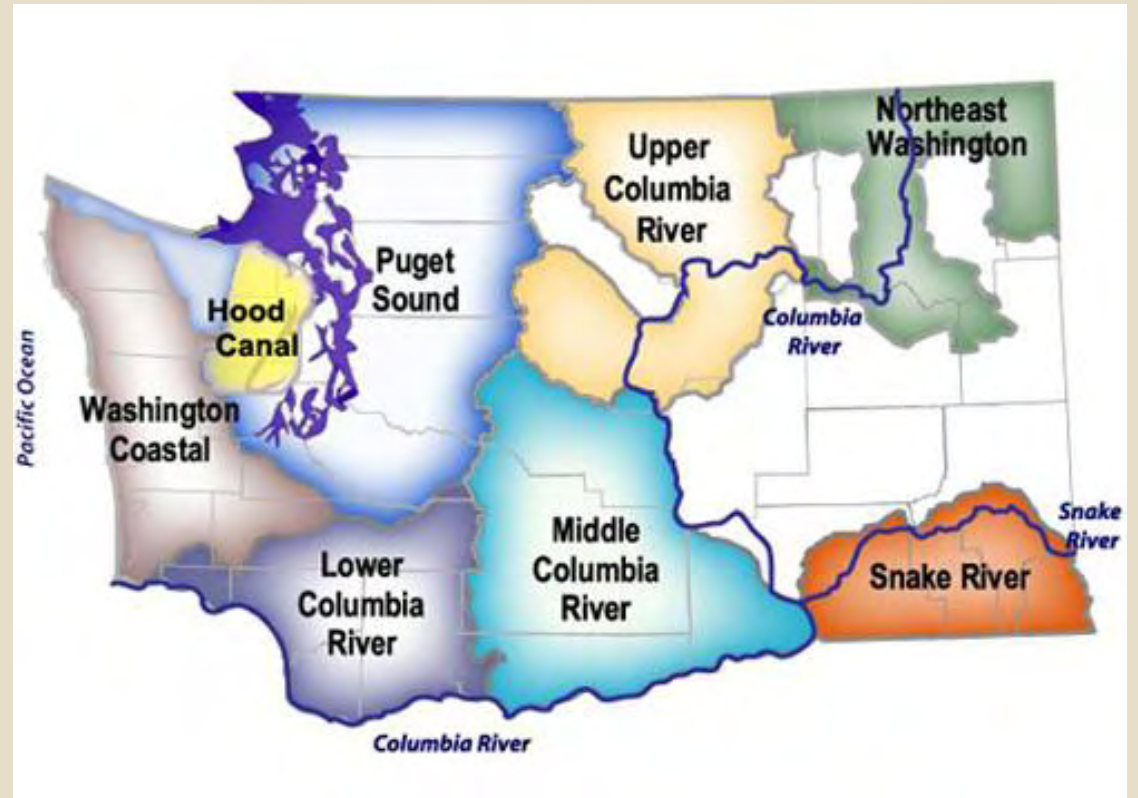 Northeast
Washington
Upper
Columbia
River
Puget
Sound
Hood
Canal
Columbia
River
Pacific Ocean
Washington
Coastal
Snake
River
Middle
Columbia
River
Snake River
Lower
Columbia
River
Columbia River